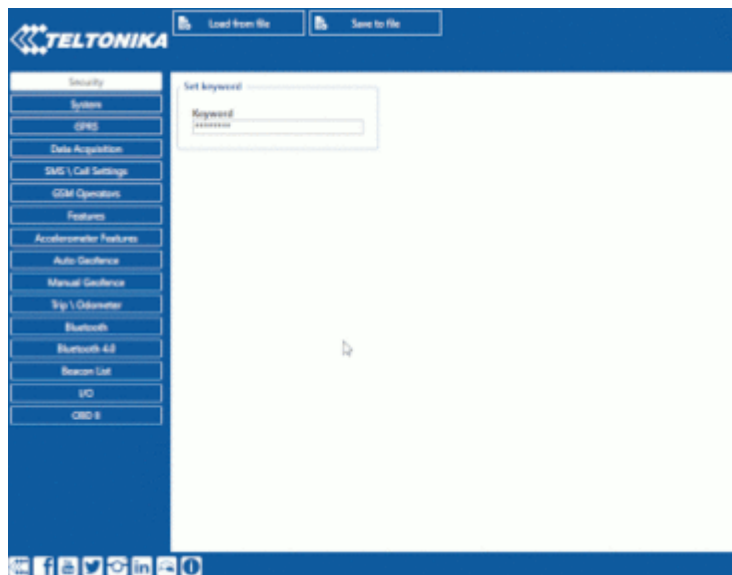 TELTONIKA
Load from file
Save to file
Security
System
GPRS
Data Acquisition
SMS \ Call Settings
GSM Operators
Features
Accelerometer Features
Auto Geofence
Manual Geofence
Trip \ Odometer
Bluetooth
Bluetooth 4.0
Beacon List
I/O
OBD II
Set keyword
Keyword
********